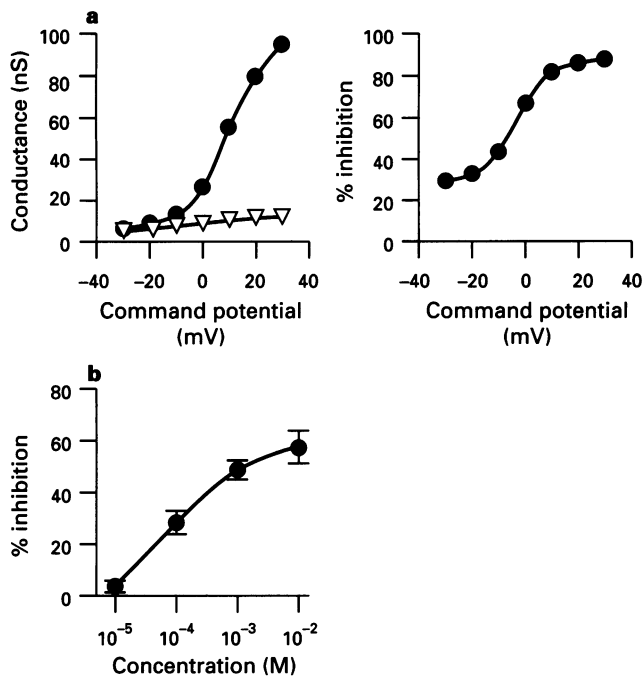 a
Conductance (nS)
100
80
60
40
20
0
−40 −20 0 20 40
Command potential
(mV)
% inhibition
100
80
60
40
20
0
−40 −20 0 20 40
Command potential
(mV)
b
% inhibition
80
60
40
20
0
10⁻⁵ 10⁻⁴ 10⁻³ 10⁻²
Concentration (M)